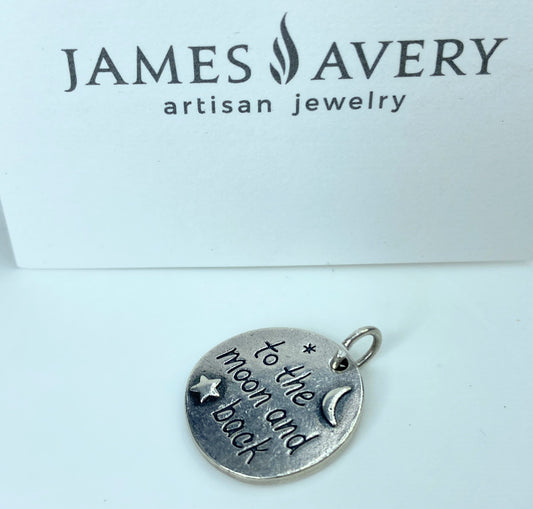 JAMES AVERY
artisan jewelry
to the
moon and
back